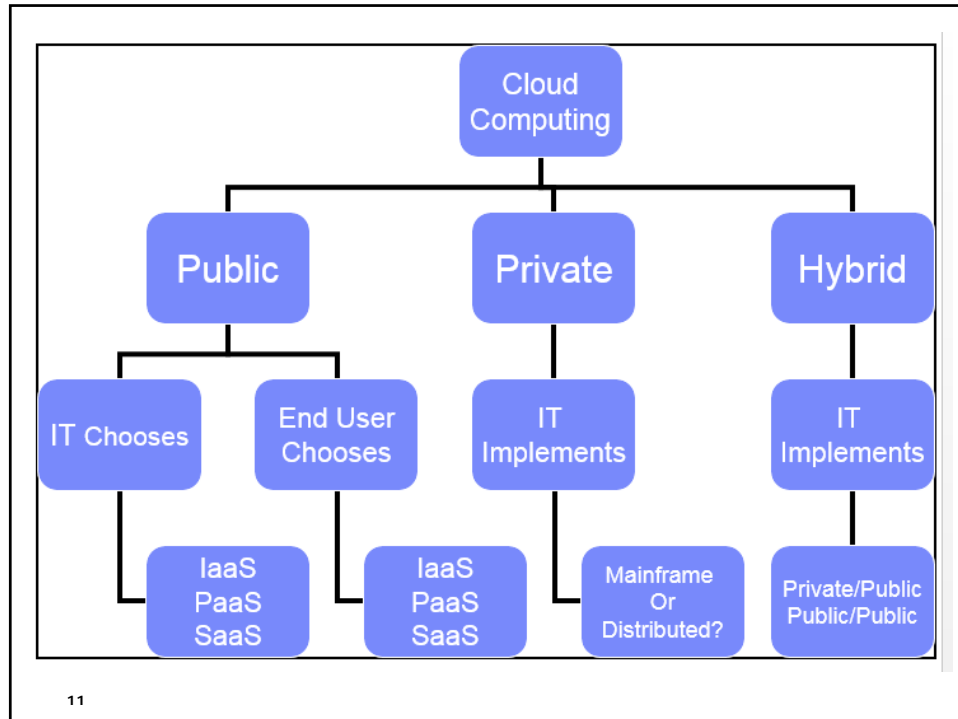 Cloud
Computing
Public
Private
Hybrid
IT Chooses
End User
Chooses
IT
Implements
IT
Implements
IaaS
PaaS
SaaS
IaaS
PaaS
SaaS
Mainframe
Or
Distributed?
Private/Public
Public/Public
11